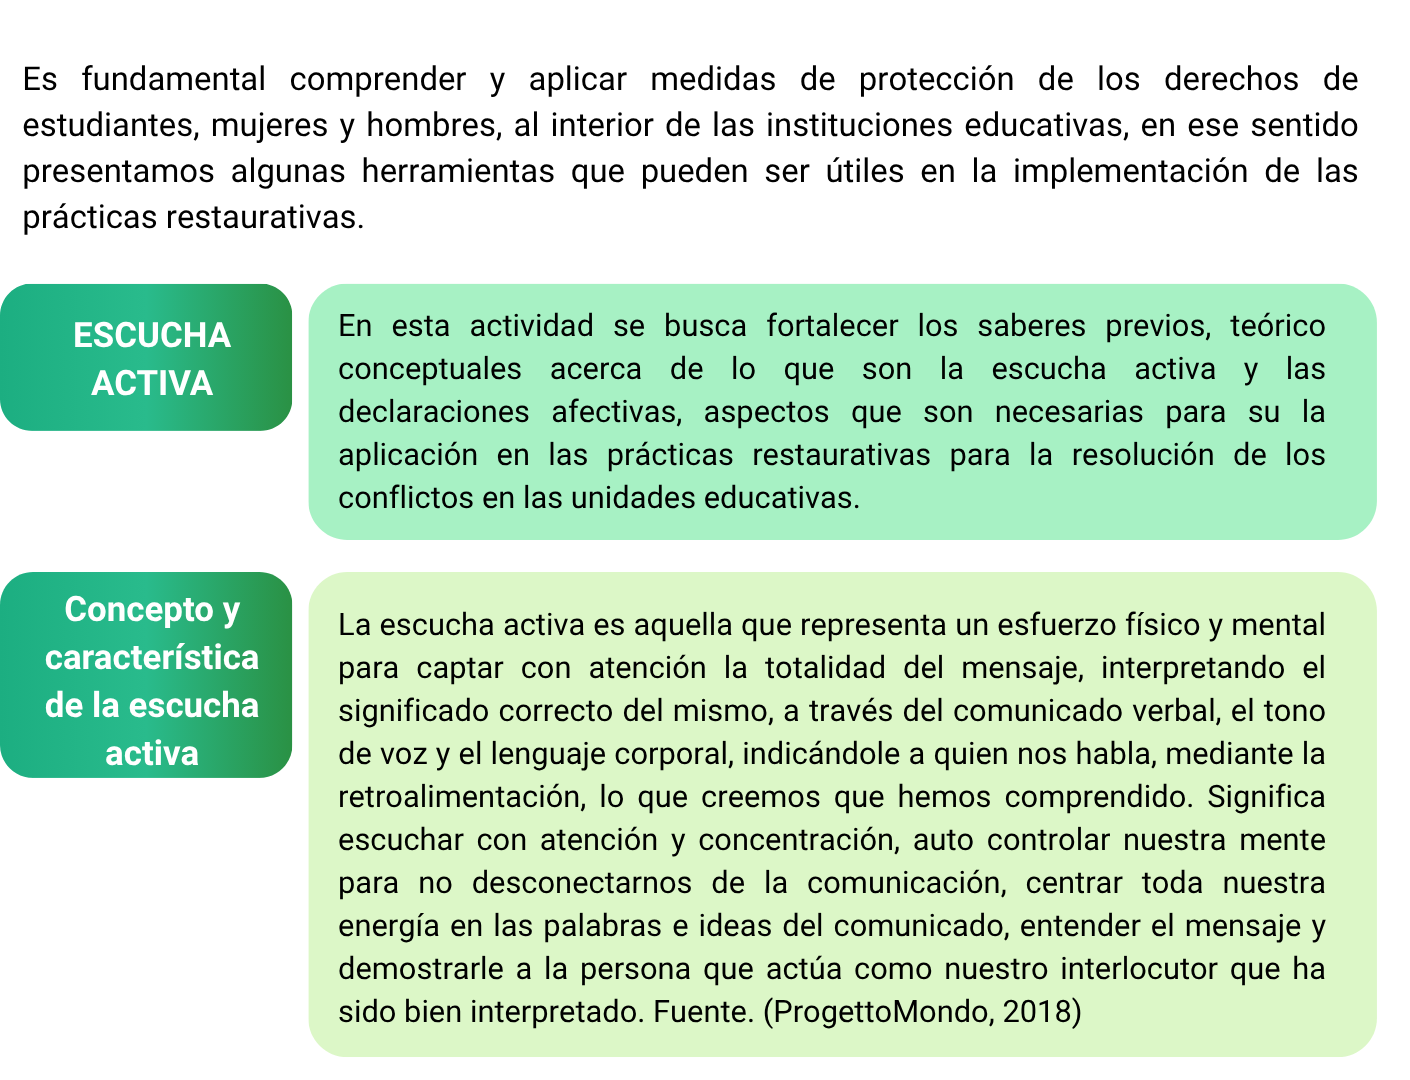 Es fundamental comprender y aplicar medidas de protección de los derechos de
estudiantes, mujeres y hombres, al interior de las instituciones educativas, en ese sentido
presentamos algunas herramientas que pueden ser útiles en la implementación de las
prácticas restaurativas.
ESCUCHA
ACTIVA
En esta actividad se busca fortalecer los saberes previos, teórico
conceptuales acerca de lo que son la escucha activa y las
declaraciones afectivas, aspectos que son necesarias para su la
aplicación en las prácticas restaurativas para la resolución de los
conflictos en las unidades educativas.
Concepto y
característica
de la escucha
activa
La escucha activa es aquella que representa un esfuerzo físico y mental
para captar con atención la totalidad del mensaje, interpretando el
significado correcto del mismo, a través del comunicado verbal, el tono
de voz y el lenguaje corporal, indicándole a quien nos habla, mediante la
retroalimentación, lo que creemos que hemos comprendido. Significa
escuchar con atención y concentración, auto controlar nuestra mente
para no desconectarnos de la comunicación, centrar toda nuestra
energía en las palabras e ideas del comunicado, entender el mensaje y
demostrarle a la persona que actúa como nuestro interlocutor que ha
sido bien interpretado. Fuente. (ProgettoMondo, 2018)